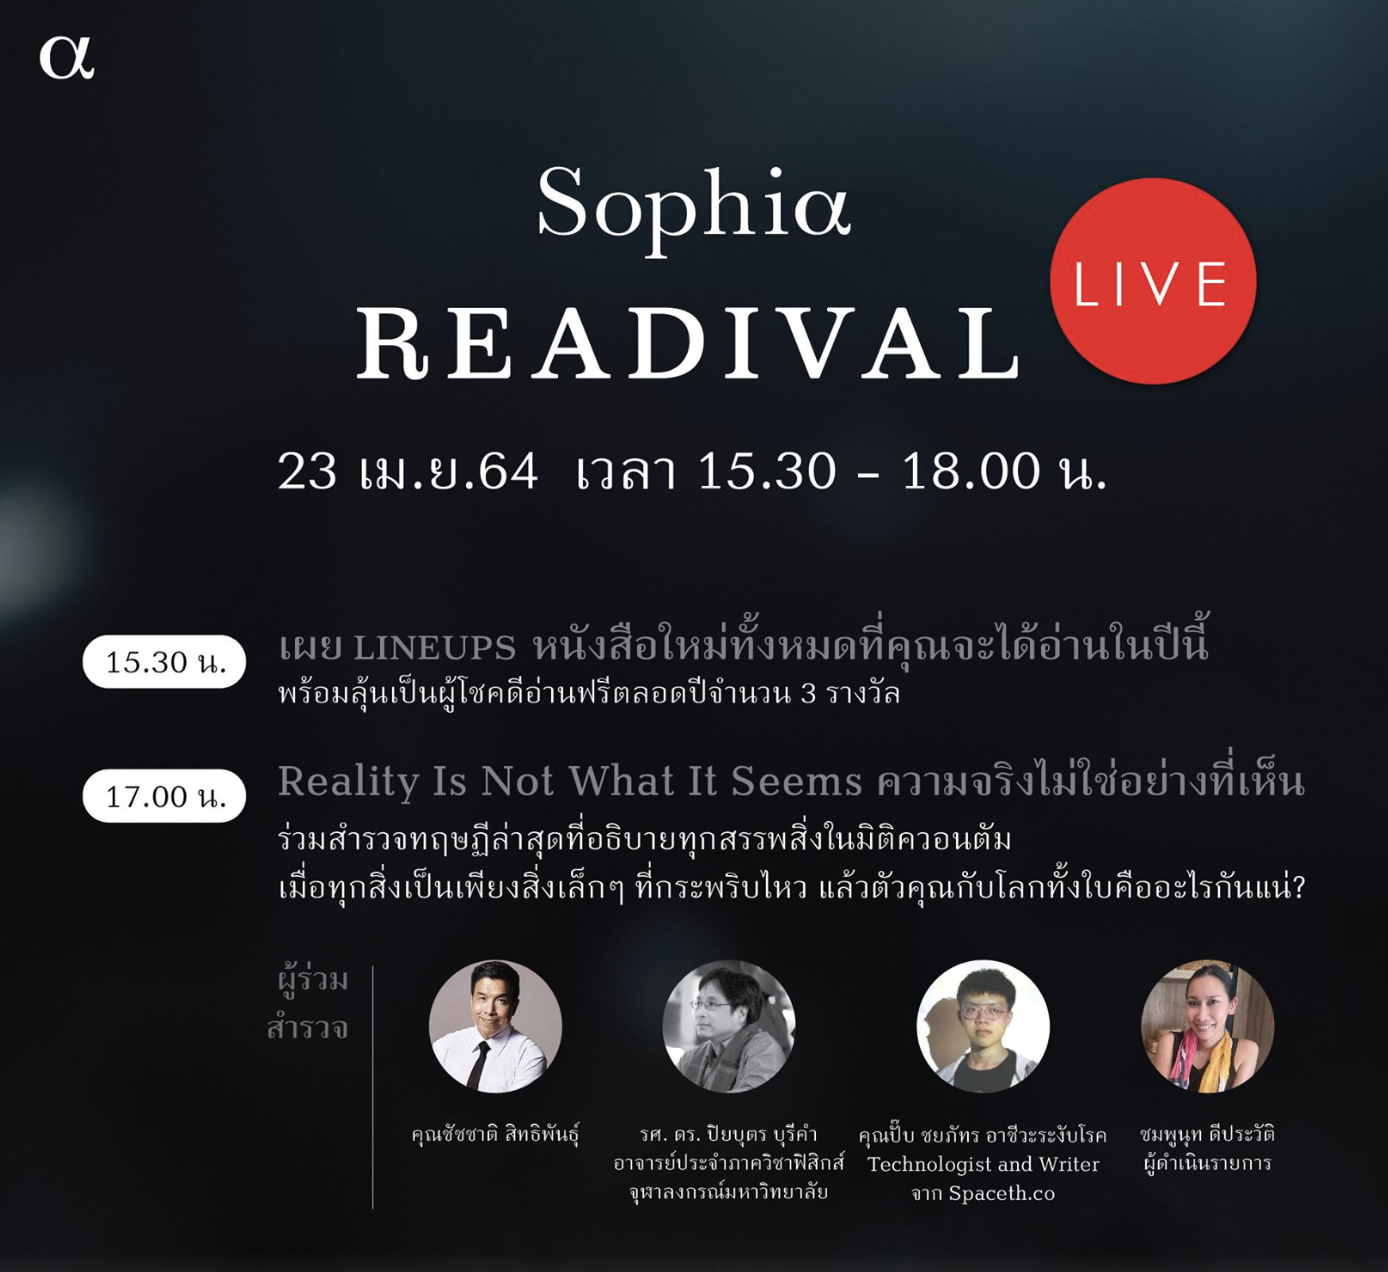 α
Sophiα
READIVAL
LIVE
23 เม.ย.64 เวลา 15.30 – 18.00 น.
15.30 น.
เผย LINEUPS หนังสือใหม่ทั้งหมดที่คุณจะได้อ่านในปีนี้
พร้อมลุ้นเป็นผู้โชคดีอ่านฟรีตลอดปีจำนวน 3 รางวัล
17.00 น.
Reality Is Not What It Seems ความจริงไม่ใช่อย่างที่เห็น
ร่วมสำรวจทฤษฎีล่าสุดที่อธิบายทุกสรรพสิ่งในมิติควอนตัม
เมื่อทุกสิ่งเป็นเพียงสิ่งเล็กๆ ที่กระพริบไหว แล้วตัวคุณกับโลกทั้งใบคืออะไรกันแน่?
ผู้ร่วม
สำรวจ
คุณชัชชาติ สิทธิพันธุ์
รศ. ดร. ปิยบุตร บุรีคำ
อาจารย์ประจำภาควิชาฟิสิกส์
จุฬาลงกรณ์มหาวิทยาลัย
คุณปั๊บ ชยภัทร อาชีวะระงับโรค
Technologist and Writer
จาก Spaceth.co
ชมพูนุท ดีประวัติ
ผู้ดำเนินรายการ